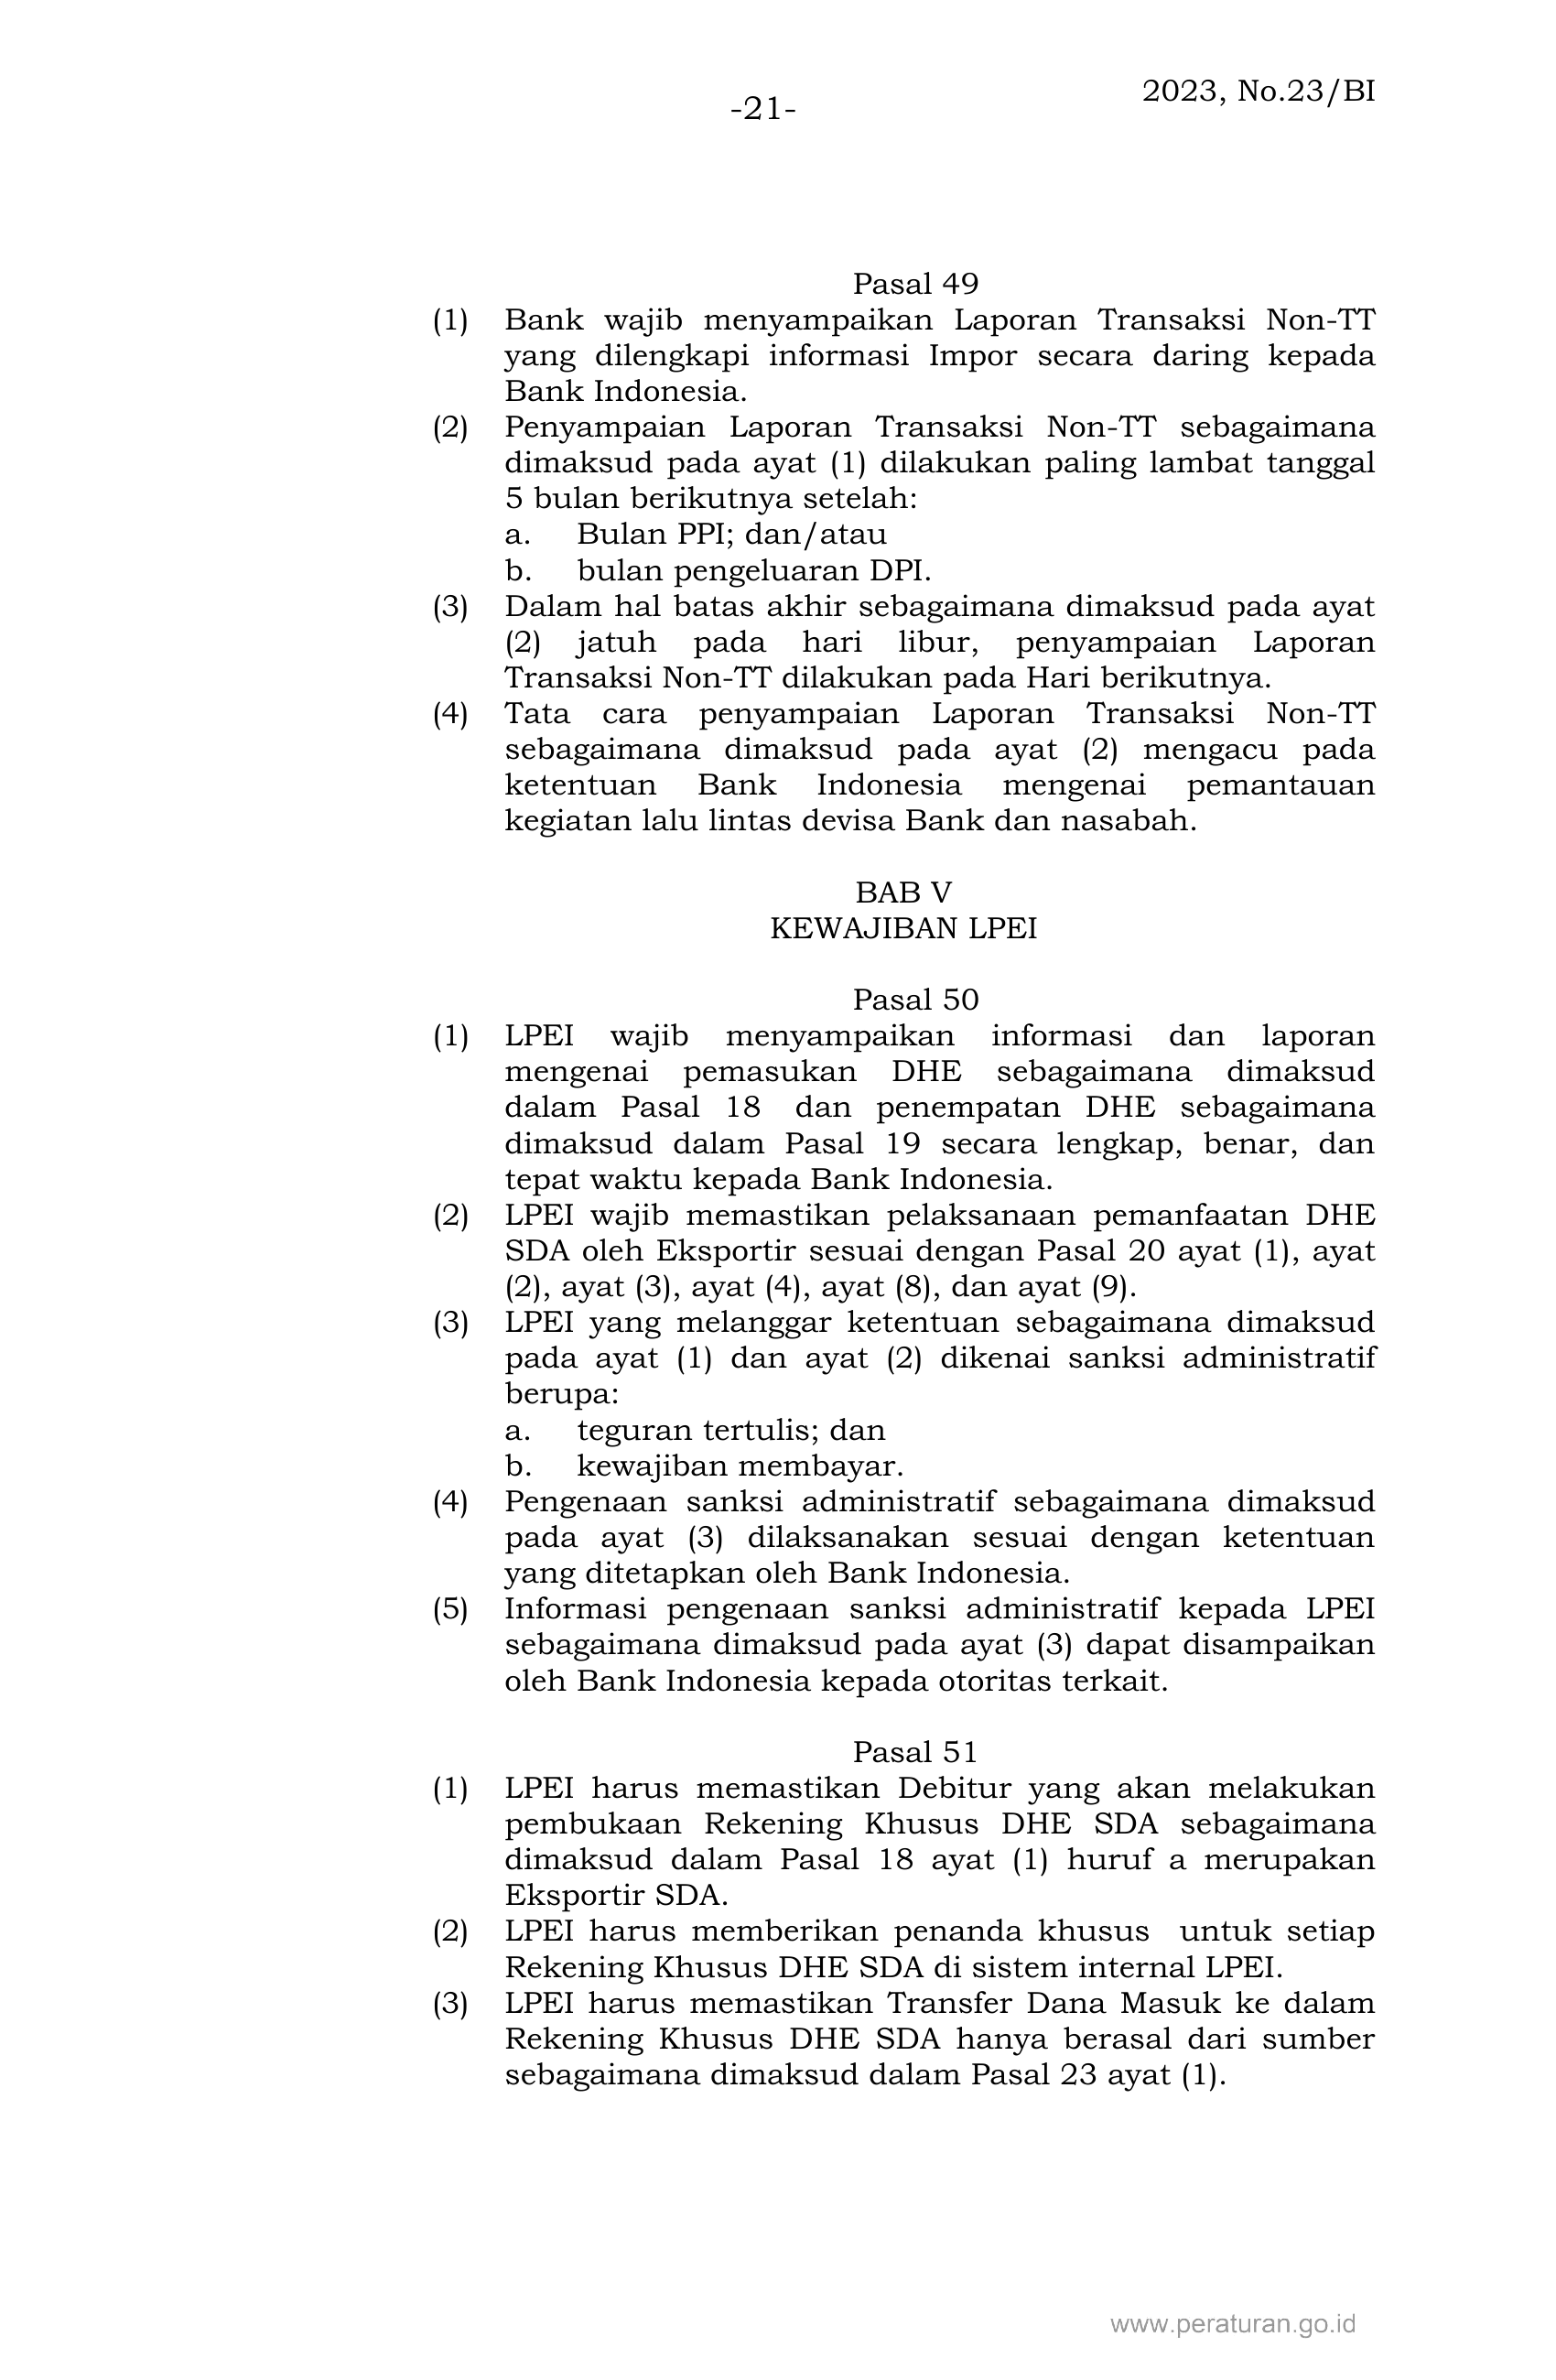 2023, No.23/BI
-21-
Pasal 49
(1) Bank wajib menyampaikan Laporan Transaksi Non-TT
yang dilengkapi informasi Impor secara daring kepada
Bank Indonesia.
(2) Penyampaian Laporan Transaksi Non-TT sebagaimana
dimaksud pada ayat (1) dilakukan paling lambat tanggal
5 bulan berikutnya setelah:
a. Bulan PPI; dan/atau
b. bulan pengeluaran DPI.
(3) Dalam hal batas akhir sebagaimana dimaksud pada ayat
(2) jatuh pada hari libur, penyampaian Laporan
Transaksi Non-TT dilakukan pada Hari berikutnya.
(4) Tata cara penyampaian Laporan Transaksi Non-TT
sebagaimana dimaksud pada ayat (2) mengacu pada
ketentuan Bank Indonesia mengenai pemantauan
kegiatan lalu lintas devisa Bank dan nasabah.
BAB V
KEWAJIBAN LPEI
Pasal 50
(1) LPEI wajib menyampaikan informasi dan laporan
mengenai pemasukan DHE sebagaimana dimaksud
dalam Pasal 18 dan penempatan DHE sebagaimana
dimaksud dalam Pasal 19 secara lengkap, benar, dan
tepat waktu kepada Bank Indonesia.
(2) LPEI wajib memastikan pelaksanaan pemanfaatan DHE
SDA oleh Eksportir sesuai dengan Pasal 20 ayat (1), ayat
(2), ayat (3), ayat (4), ayat (8), dan ayat (9).
(3) LPEI yang melanggar ketentuan sebagaimana dimaksud
pada ayat (1) dan ayat (2) dikenai sanksi administratif
berupa:
a. teguran tertulis; dan
b. kewajiban membayar.
(4) Pengenaan sanksi administratif sebagaimana dimaksud
pada ayat (3) dilaksanakan sesuai dengan ketentuan
yang ditetapkan oleh Bank Indonesia.
(5) Informasi pengenaan sanksi administratif kepada LPEI
sebagaimana dimaksud pada ayat (3) dapat disampaikan
oleh Bank Indonesia kepada otoritas terkait.
Pasal 51
(1) LPEI harus memastikan Debitur yang akan melakukan
pembukaan Rekening Khusus DHE SDA sebagaimana
dimaksud dalam Pasal 18 ayat (1) huruf a merupakan
Eksportir SDA.
(2) LPEI harus memberikan penanda khusus untuk setiap
Rekening Khusus DHE SDA di sistem internal LPEI.
(3) LPEI harus memastikan Transfer Dana Masuk ke dalam
Rekening Khusus DHE SDA hanya berasal dari sumber
sebagaimana dimaksud dalam Pasal 23 ayat (1).
www.peraturan.go.id